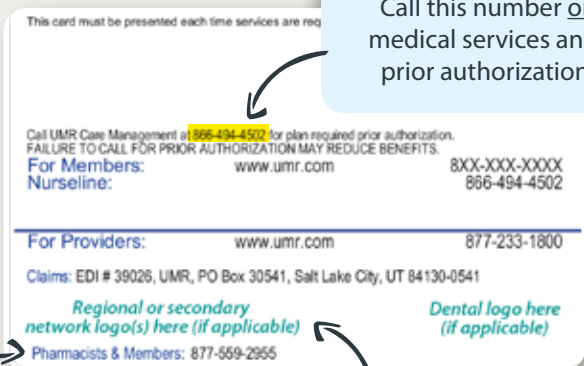 This card must be presented each time services are req
Call this number
medical services an
prior authorization
Call UMR Care Management at 866-494-4502 for plan required prior authorization.
FAILURE TO CALL FOR PRIOR AUTHORIZATION MAY REDUCE BENEFITS.
For Members: www.umr.com 8XX-XXX-XXXX
Nurseline: 866-494-4502
For Providers: www.umr.com 877-233-1800
Claims: EDI # 39026, UMR, PO Box 30541, Salt Lake City, UT 84130-0541
Regional or secondary
network logo(s) here (if applicable)
Dental logo here
(if applicable)
Pharmacists & Members: 877-559-2955